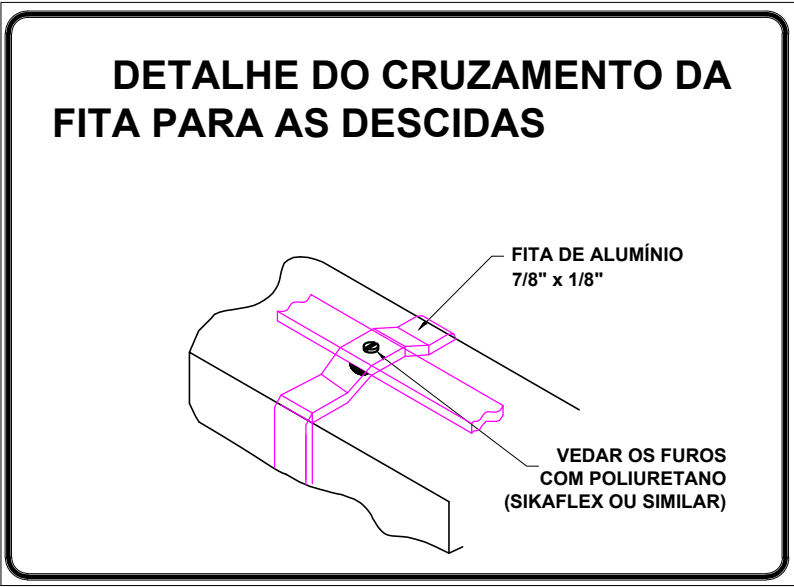 DETALHE DO CRUZAMENTO DA
FITA PARA AS DESCIDAS
FITA DE ALUMÍNIO
7/8" x 1/8"
VEDAR OS FUROS
COM POLIURETANO
(SIKAFLEX OU SIMILAR)